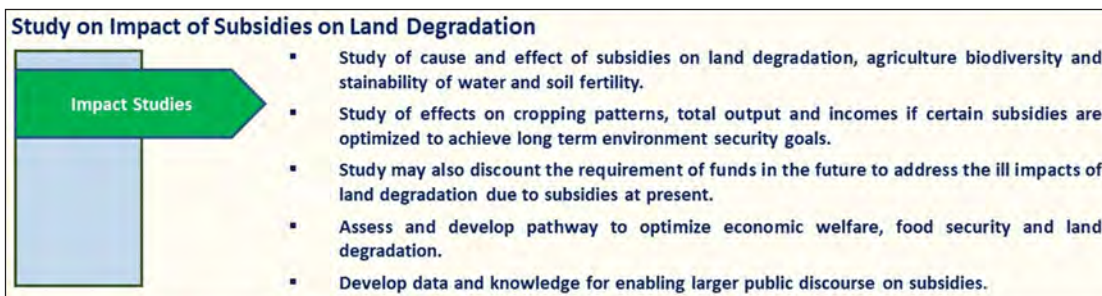 Study on Impact of Subsidies on Land Degradation
Impact Studies
▪ Study of cause and effect of subsidies on land degradation, agriculture biodiversity and
stainability of water and soil fertility.
▪ Study of effects on cropping patterns, total output and incomes if certain subsidies are
optimized to achieve long term environment security goals.
▪ Study may also discount the requirement of funds in the future to address the ill impacts of
land degradation due to subsidies at present.
▪ Assess and develop pathway to optimize economic welfare, food security and land
degradation.
▪ Develop data and knowledge for enabling larger public discourse on subsidies.